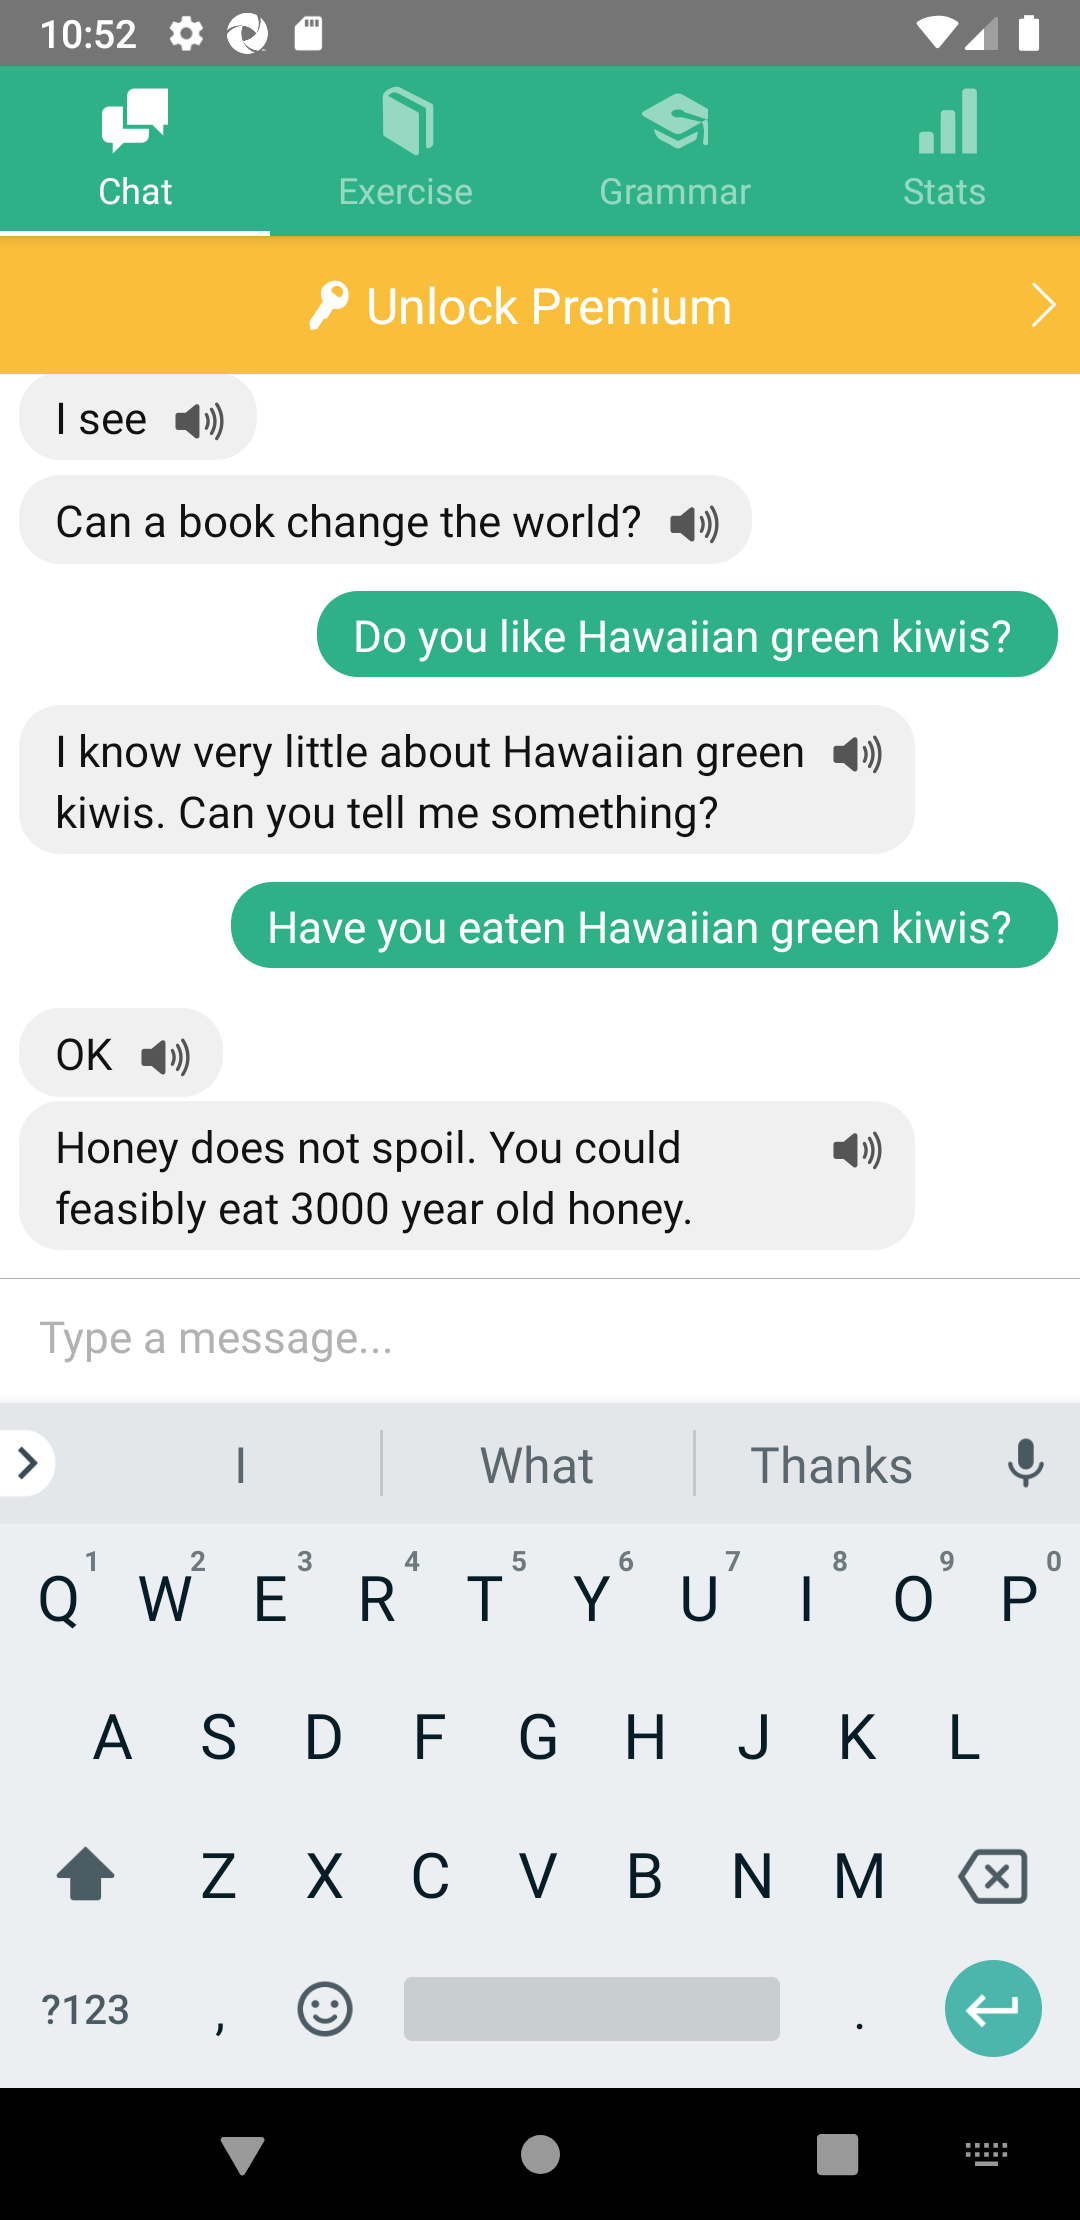 10:52
Chat
Exercise
Grammar
Stats
Unlock Premium
I see
Can a book change the world?
Do you like Hawaiian green kiwis?
I know very little about Hawaiian green
kiwis. Can you tell me something?
Have you eaten Hawaiian green kiwis?
OK
Honey does not spoil. You could
feasibly eat 3000 year old honey.
Type a message...
I What Thanks
1 2 3 4 5 6 7 8 9 0
Q W E R T Y U I O P
A S D F G H J K L
Z X C V B N M
?123 , .